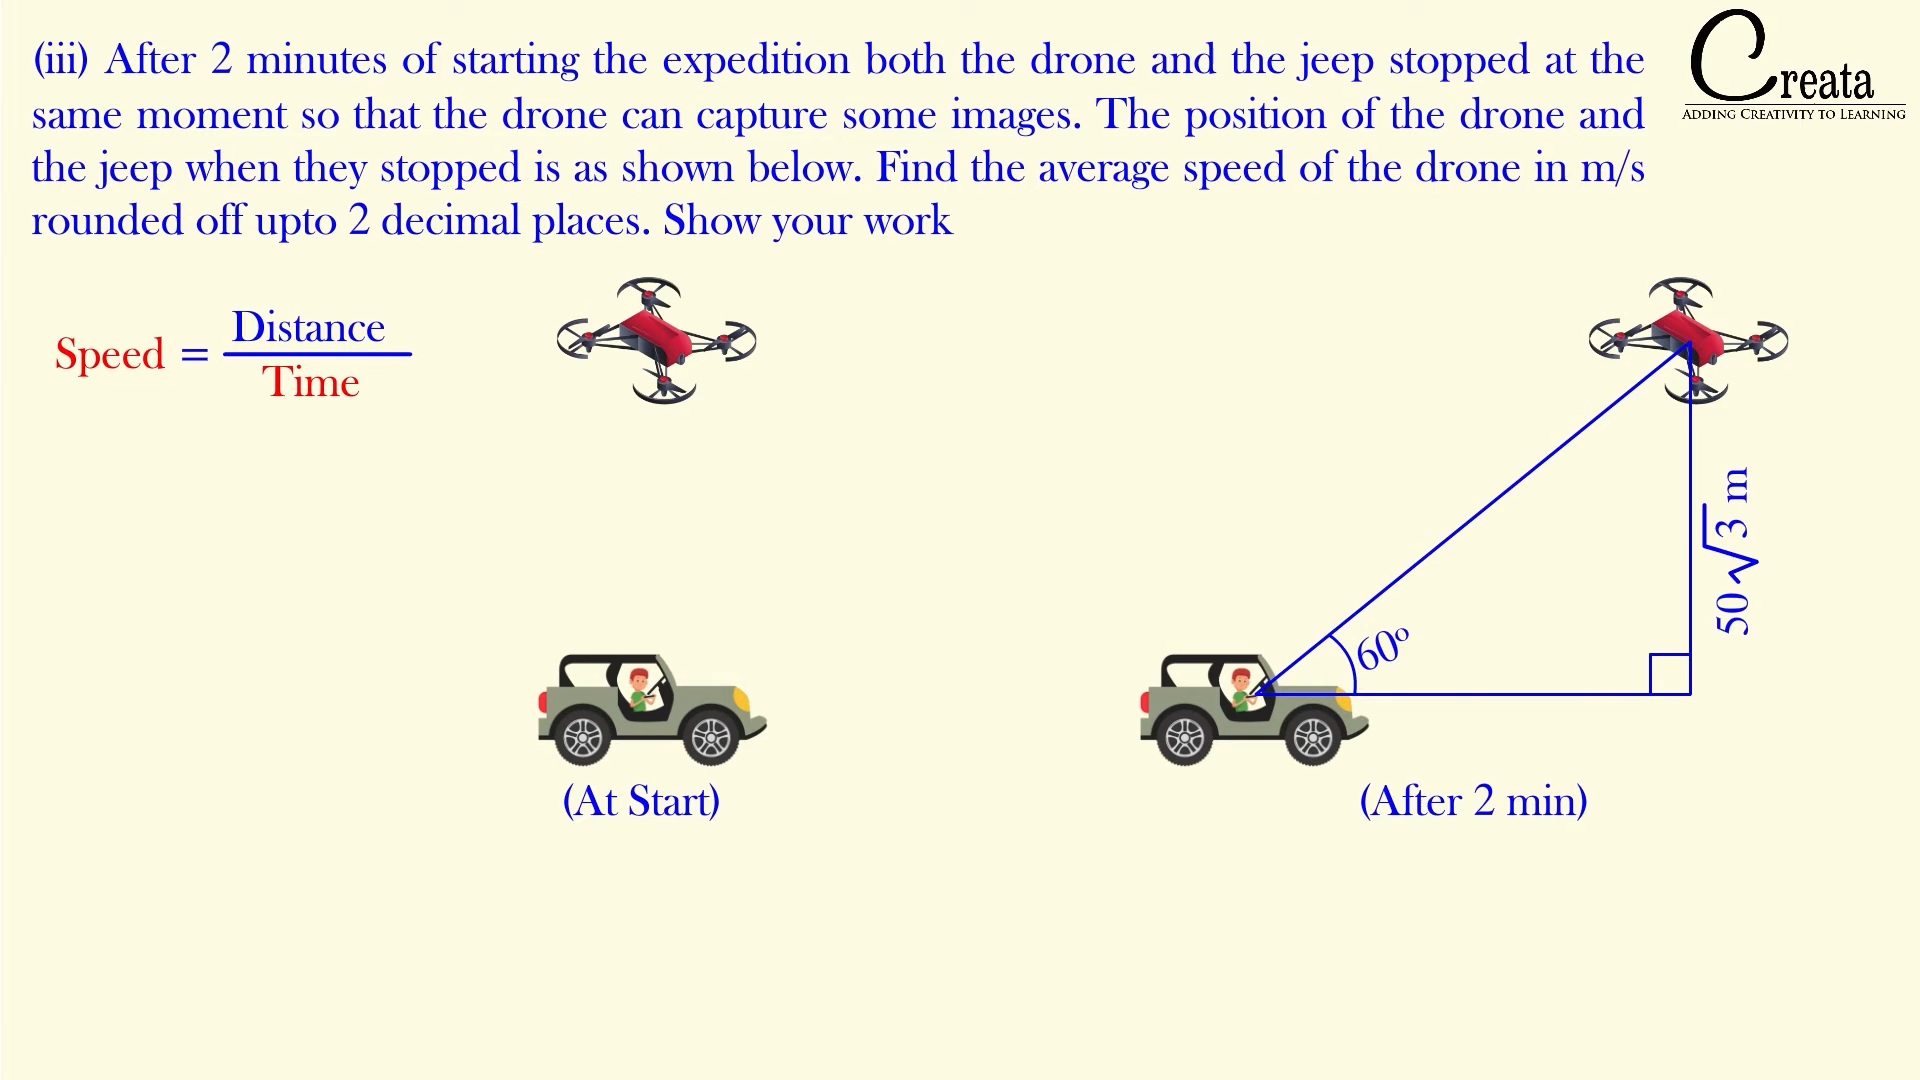 (iii) After 2 minutes of starting the expedition both the drone and the jeep stopped at the
same moment so that the drone can capture some images. The position of the drone and
the jeep when they stopped is as shown below. Find the average speed of the drone in m/s
rounded off upto 2 decimal places. Show your work
Creata
ADDING CREATIVITY TO LEARNING
Speed = Distance
Time
50√3 m
60°
(At Start)
(After 2 min)